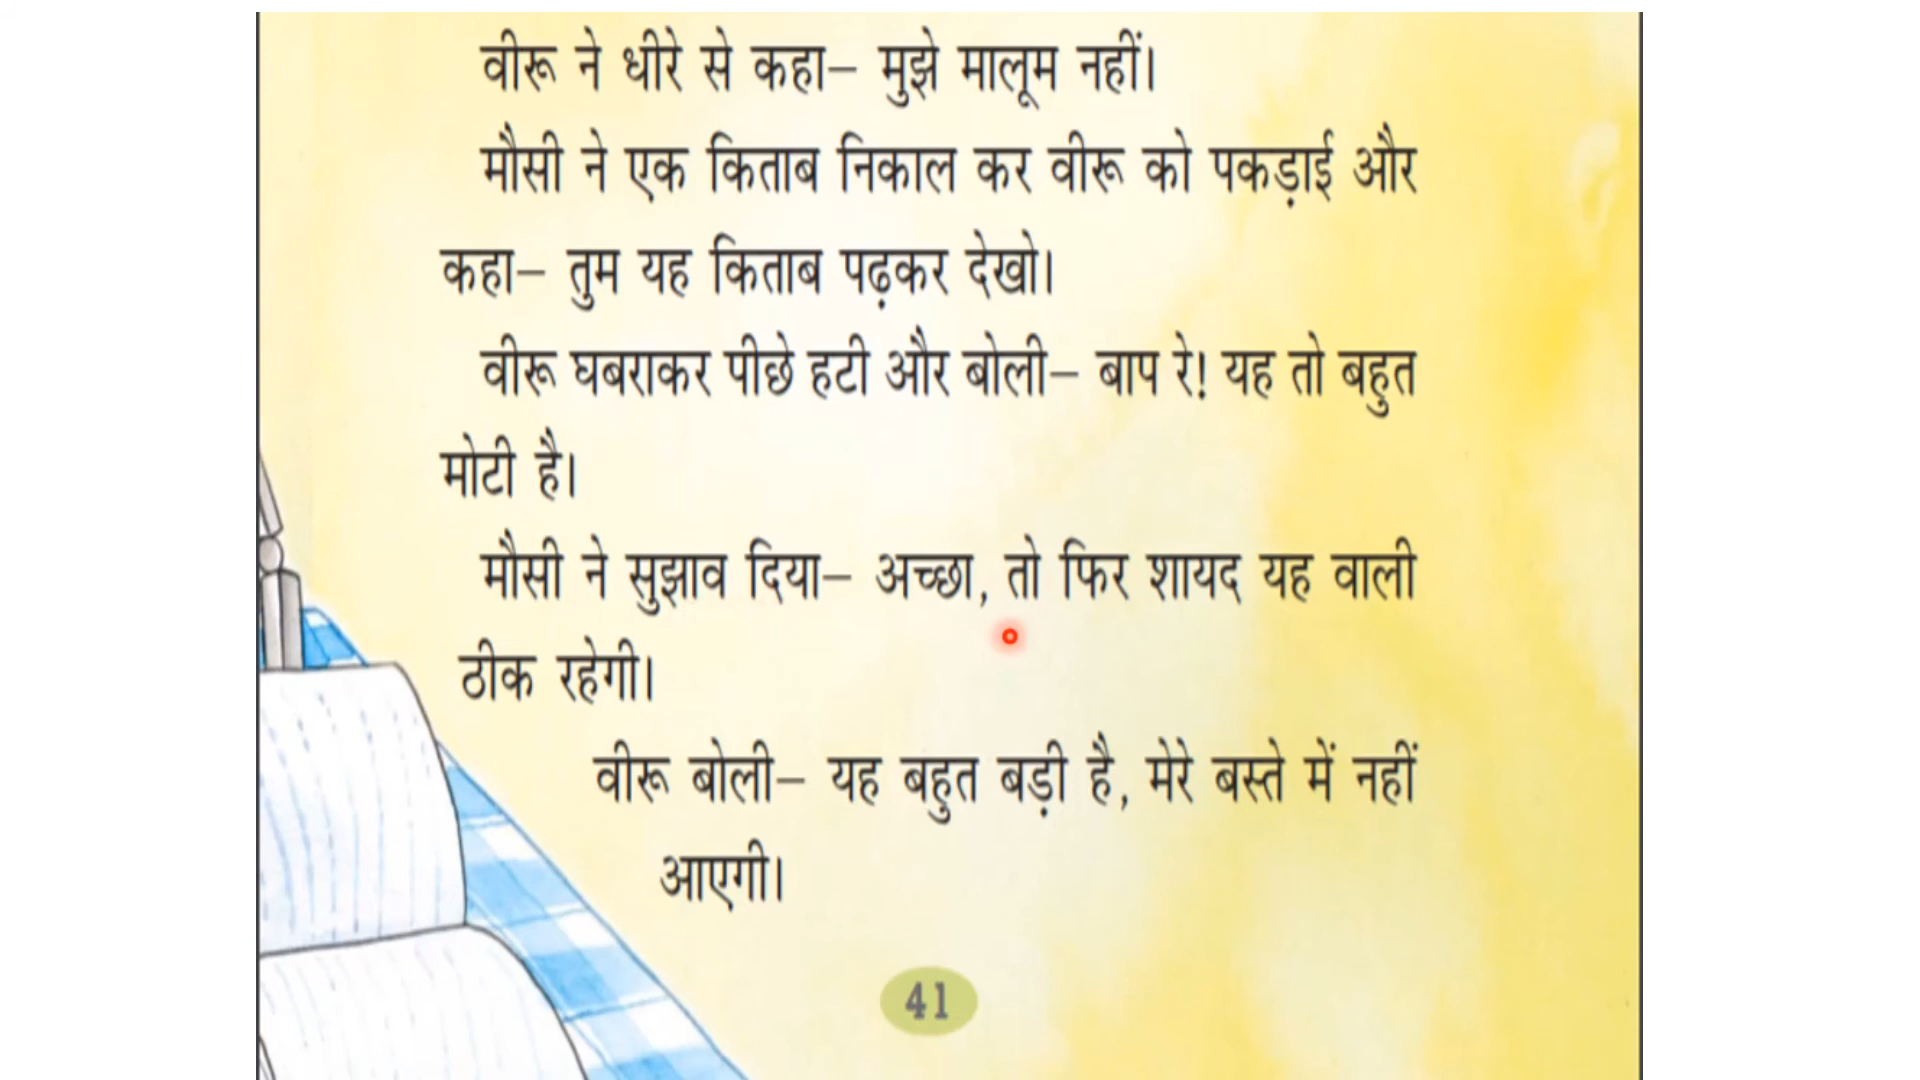 वीरू ने धीरे से कहा– मुझे मालूम नहीं।
मौसी ने एक किताब निकाल कर वीरू को पकड़ाई और
कहा– तुम यह किताब पढ़कर देखो।
वीरू घबराकर पीछे हटी और बोली– बाप रे! यह तो बहुत
मोटी है।
मौसी ने सुझाव दिया– अच्छा, तो फिर शायद यह वाली
ठीक रहेगी।
वीरू बोली– यह बहुत बड़ी है, मेरे बस्ते में नहीं
आएगी।
41